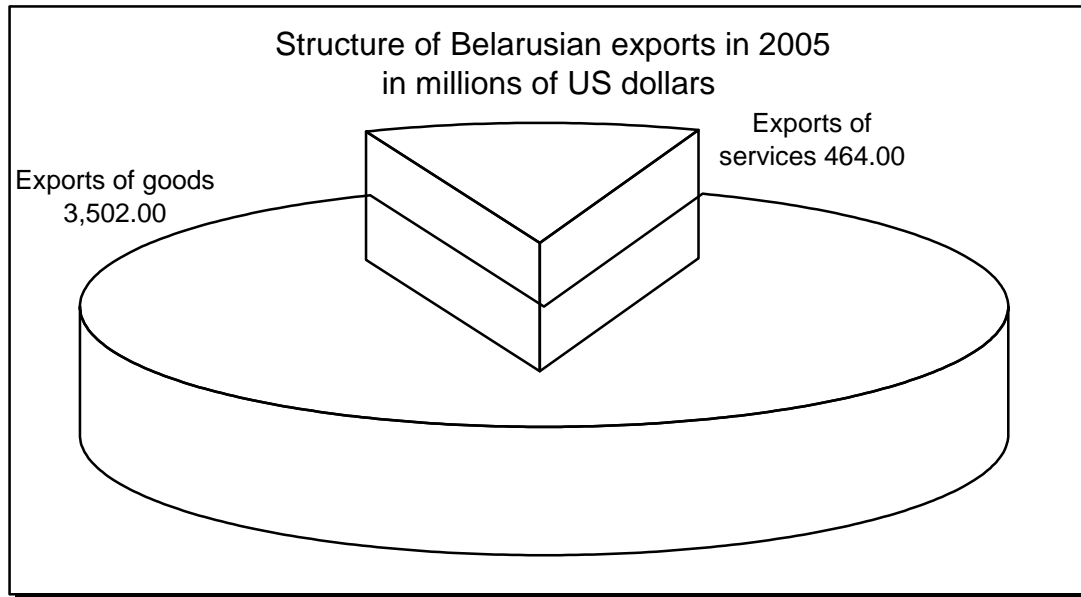 Structure of Belarusian exports in 2005
in millions of US dollars
Exports of
services 464.00
Exports of goods
3,502.00